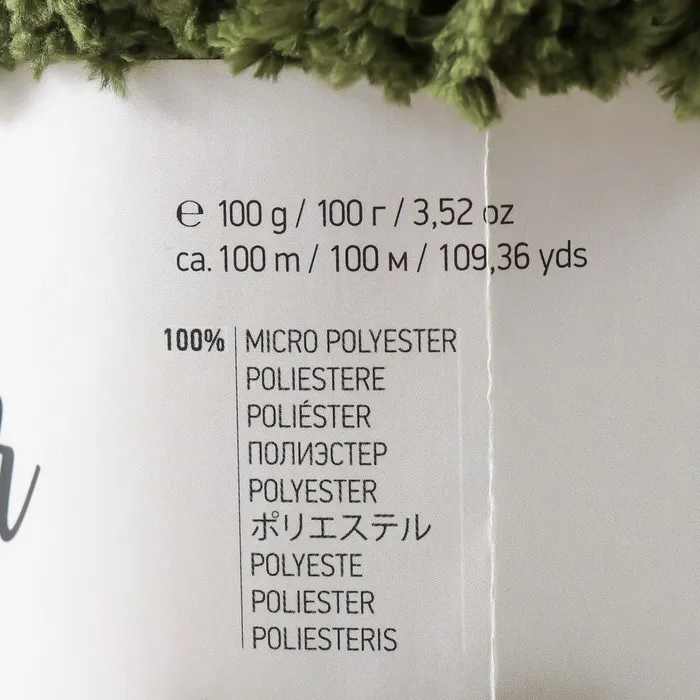 ℮ 100 g / 100 г / 3,52 oz
ca. 100 m / 100 м / 109,36 yds
100% MICRO POLYESTER
POLIESTERE
POLIÉSTER
ПОЛИЭСТЕР
POLYESTER
ポリエステル
POLYESTE
POLIESTER
POLIESTERIS